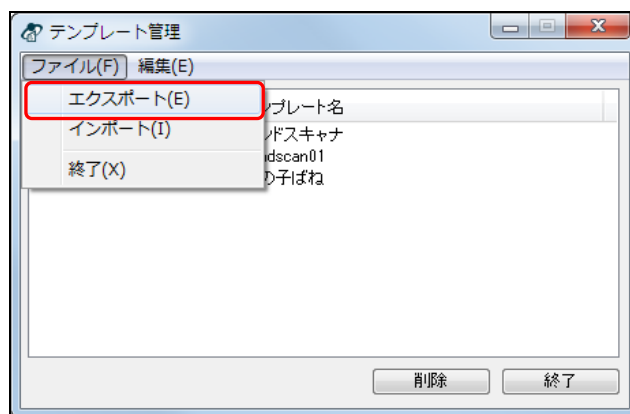 テンプレート管理
ファイル(F) 編集(E)
エクスポート(E)
インポート(I)
終了(X)
ンプレート名
ンドスキャナ
ndscan01
の子ばね
削除 終了